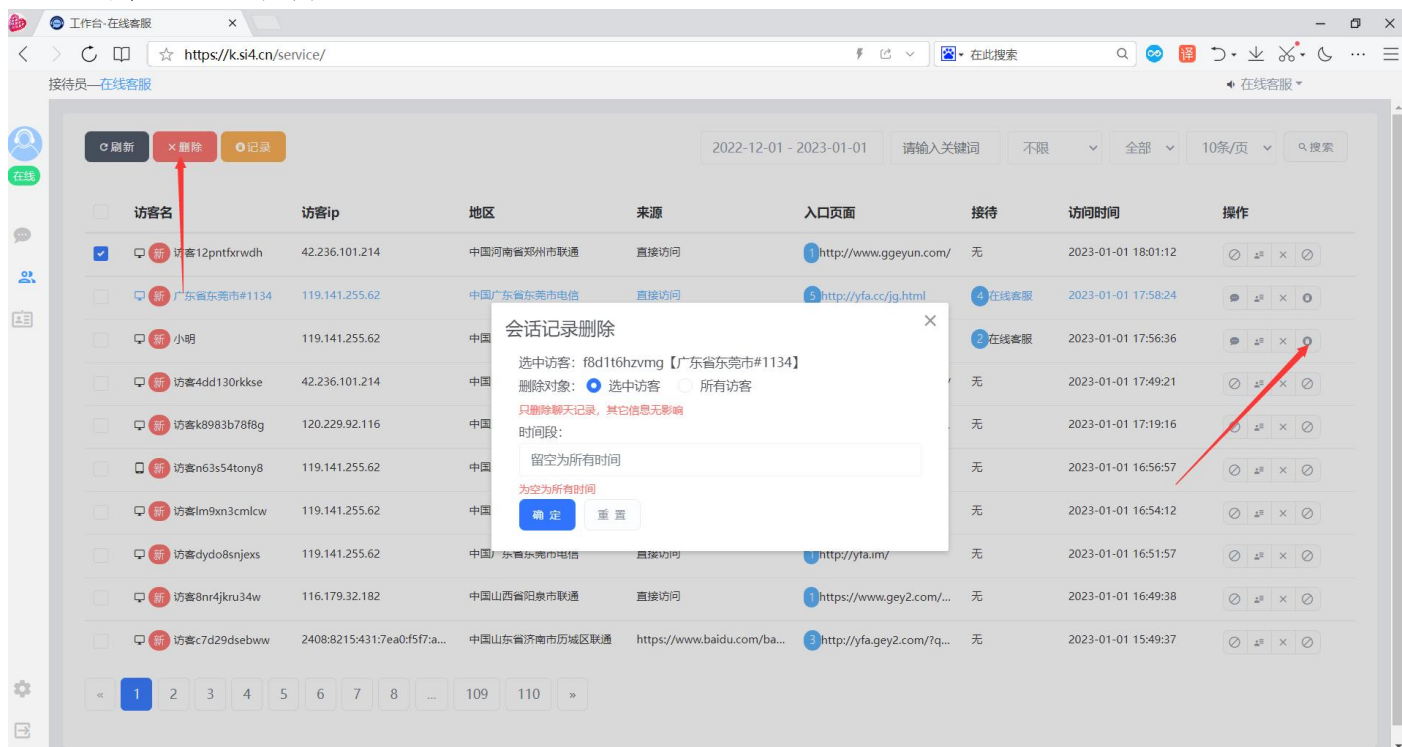 工作台-在线客服
https://k.si4.cn/service/
在此搜索
译
接待员—在线客服
在线客服
在线
刷新
删除
记录
2022-12-01 - 2023-01-01
请输入关键词
不限
全部
10条/页
搜索
访客名 访客ip 地区 来源 入口页面 接待 访问时间 操作
新 访客12pntfxrwdh 42.236.101.214 中国河南省郑州市联通 直接访问 1 http://www.ggeyun.com/ 无 2023-01-01 18:01:12
新 广东省东莞市#1134 119.141.255.62 中国广东省东莞市电信 直接访问 5 http://yfa.cc/jg.html 4 在线客服 2023-01-01 17:58:24
新 小明 119.141.255.62 中国 2 在线客服 2023-01-01 17:56:36
新 访客4dd130rkkse 42.236.101.214 中国 无 2023-01-01 17:49:21
新 访客k8983b78f8g 120.229.92.116 中国 无 2023-01-01 17:19:16
新 访客n63s54tony8 119.141.255.62 中国 无 2023-01-01 16:56:57
新 访客lm9xn3cmlcw 119.141.255.62 中国 无 2023-01-01 16:54:12
新 访客dydo8snjexs 119.141.255.62 中国广东省东莞市电信 直接访问 1 http://yfa.im/ 无 2023-01-01 16:51:57
新 访客8nr4jkru34w 116.179.32.182 中国山西省阳泉市联通 直接访问 1 https://www.gey2.com/... 无 2023-01-01 16:49:38
新 访客c7d29dsebww 2408:8215:431:7ea0:f5f7:a... 中国山东省济南市历城区联通 https://www.baidu.com/ba... 3 http://yfa.gey2.com/?q... 无 2023-01-01 15:49:37
会话记录删除
选中访客：f8d1t6hzvmg【广东省东莞市#1134】
删除对象： 选中访客 所有访客
只删除聊天记录，其它信息无影响
时间段：
留空为所有时间
为空为所有时间
确 定 重 置
« 1 2 3 4 5 6 7 8 ... 109 110 »